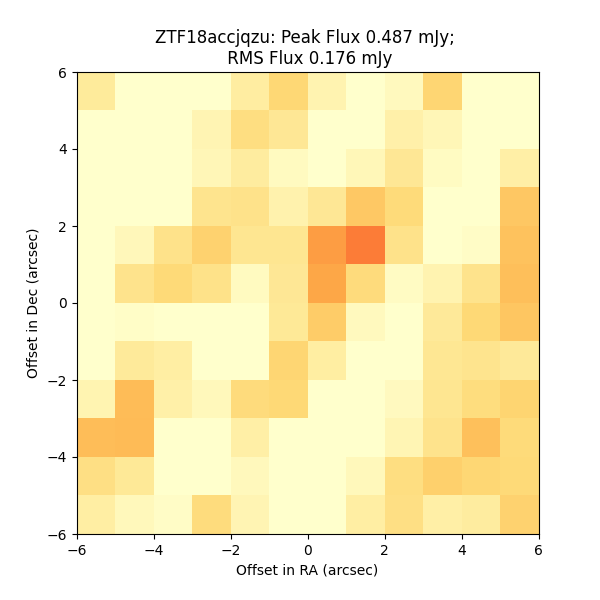 ZTF18accjqzu: Peak Flux 0.487 mJy;
RMS Flux 0.176 mJy
6
4
2
0
−2
−4
−6
Offset in Dec (arcsec)
−6 −4 −2 0 2 4 6
Offset in RA (arcsec)